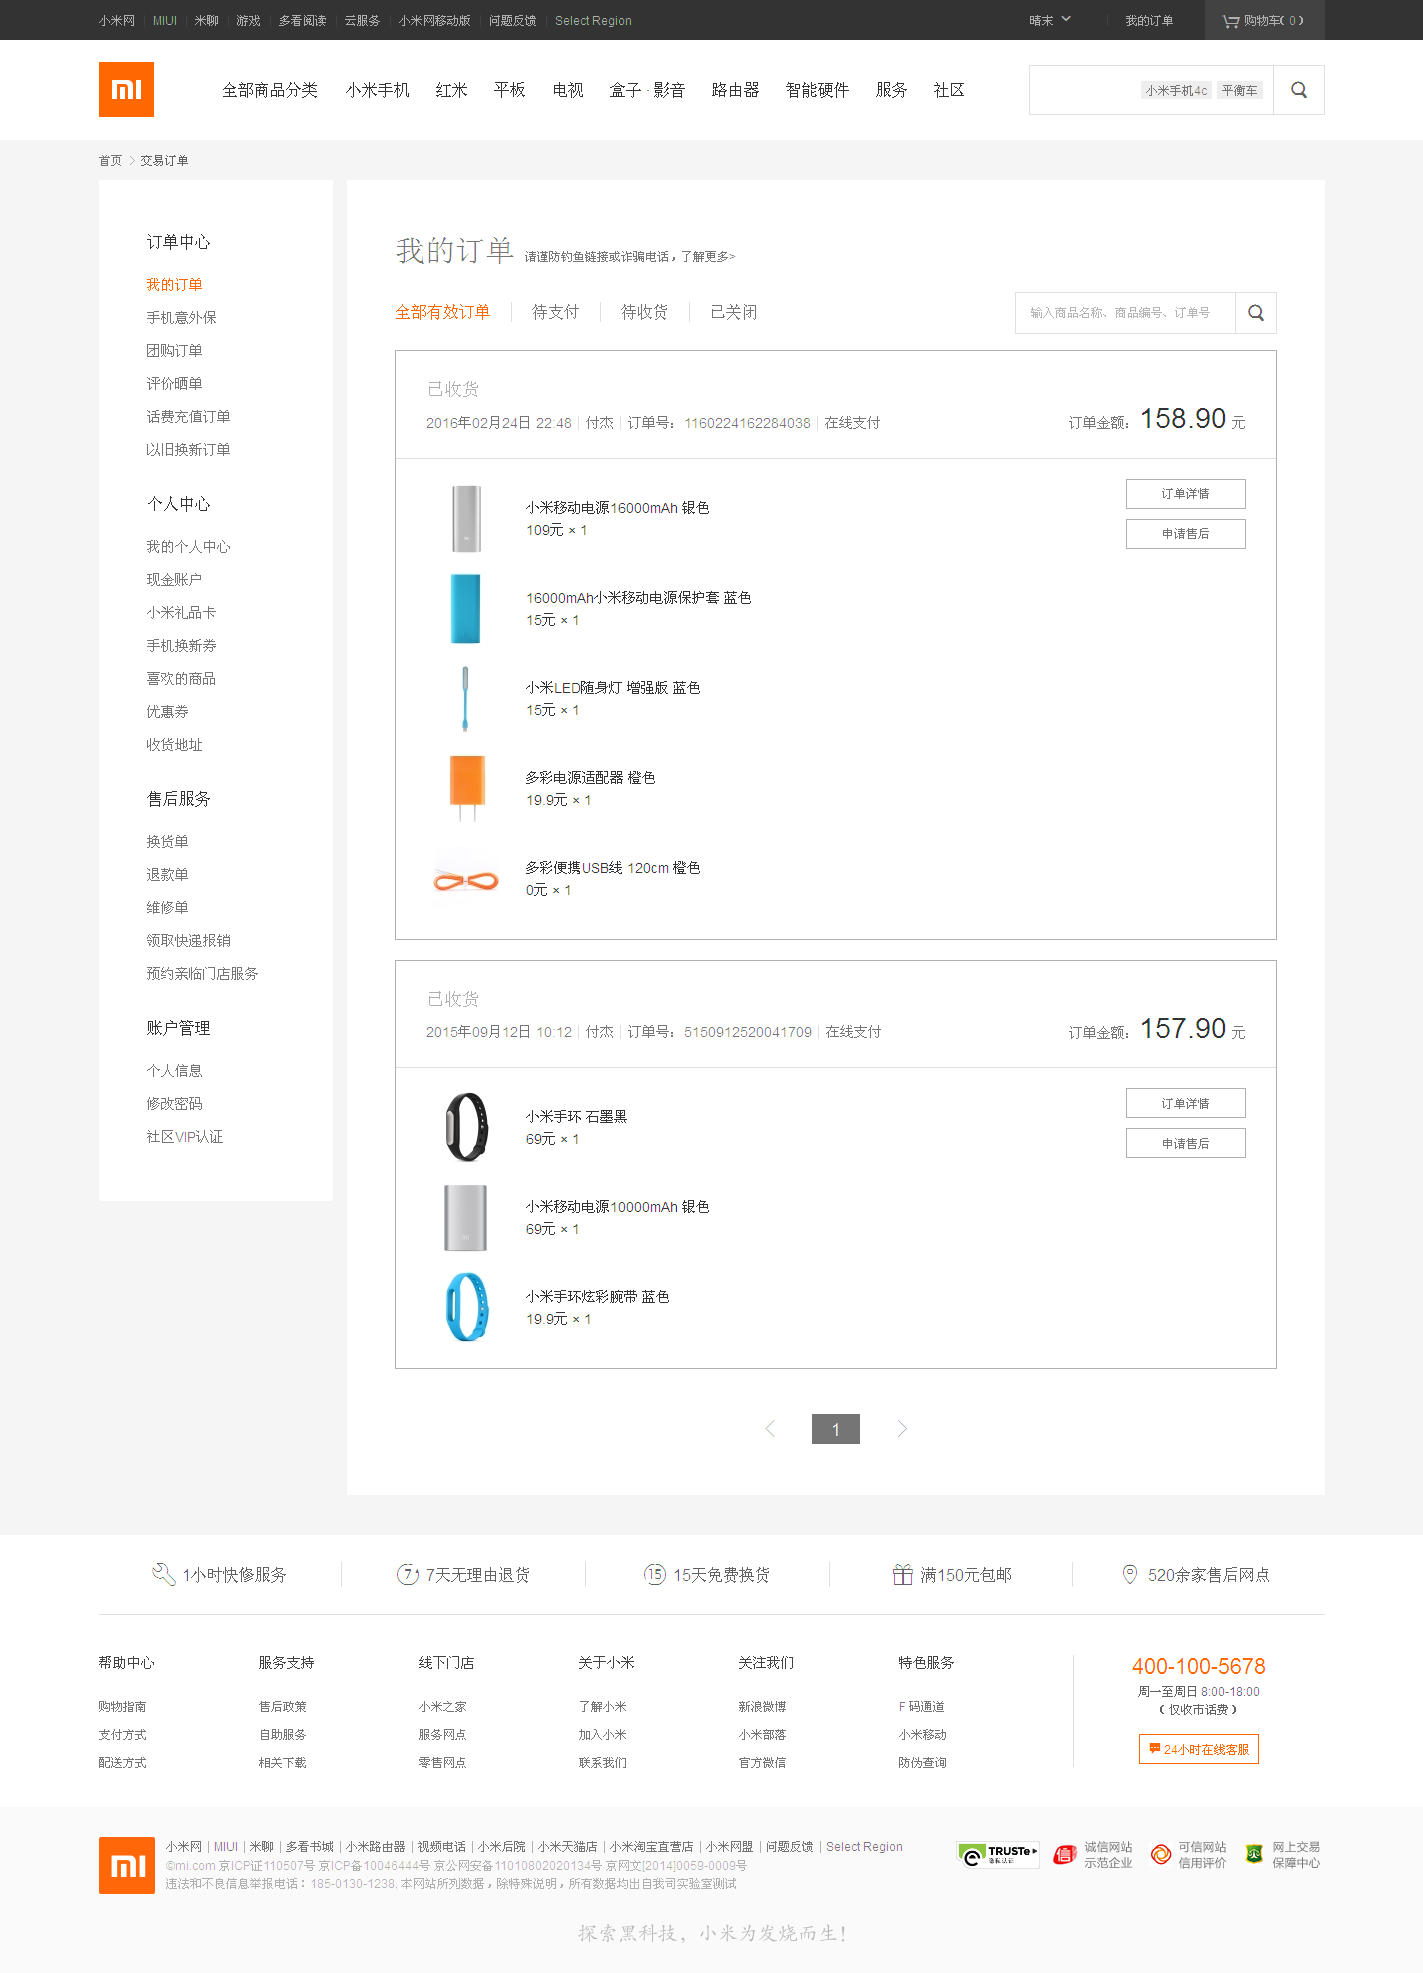 小米网 MIUI 米聊 游戏 多看阅读 云服务 小米网移动版 问题反馈 Select Region 晴末 我的订单 购物车( 0 )
mi 全部商品分类 小米手机 红米 平板 电视 盒子·影音 路由器 智能硬件 服务 社区 小米手机4c 平衡车
首页 > 交易订单
订单中心
我的订单
手机意外保
团购订单
评价晒单
话费充值订单
以旧换新订单
个人中心
我的个人中心
现金账户
小米礼品卡
手机换新券
喜欢的商品
优惠券
收货地址
售后服务
换货单
退款单
维修单
领取快递报销
预约亲临门店服务
账户管理
个人信息
修改密码
社区VIP认证
我的订单 请谨防钓鱼链接或诈骗电话，了解更多>
全部有效订单 待支付 待收货 已关闭 输入商品名称、商品编号、订单号
已收货
2016年02月24日 22:48 | 付杰 | 订单号：1160224162284038 | 在线支付 订单金额：158.90 元
订单详情
申请售后
小米移动电源16000mAh 银色
109元 × 1
16000mAh小米移动电源保护套 蓝色
15元 × 1
小米LED随身灯 增强版 蓝色
15元 × 1
多彩电源适配器 橙色
19.9元 × 1
多彩便携USB线 120cm 橙色
0元 × 1
已收货
2015年09月12日 10:12 | 付杰 | 订单号：5150912520041709 | 在线支付 订单金额：157.90 元
订单详情
申请售后
小米手环 石墨黑
69元 × 1
小米移动电源10000mAh 银色
69元 × 1
小米手环炫彩腕带 蓝色
19.9元 × 1
1
1小时快修服务 7 7天无理由退货 15 15天免费换货 满150元包邮 520余家售后网点
帮助中心 服务支持 线下门店 关于小米 关注我们 特色服务
购物指南 售后政策 小米之家 了解小米 新浪微博 F 码通道
支付方式 自助服务 服务网点 加入小米 小米部落 小米移动
配送方式 相关下载 零售网点 联系我们 官方微信 防伪查询
400-100-5678
周一至周日 8:00-18:00
（仅收市话费）
24小时在线客服
mi
小米网 | MIUI | 米聊 | 多看书城 | 小米路由器 | 视频电话 | 小米后院 | 小米天猫店 | 小米淘宝直营店 | 小米网盟 | 问题反馈 | Select Region
©mi.com 京ICP证110507号 京ICP备10046444号 京公网安备11010802020134号 京网文[2014]0059-0009号
违法和不良信息举报电话：185-0130-1238, 本网站所列数据，除特殊说明，所有数据均出自我司实验室测试
TRUSTe
隐私认证
诚信网站
示范企业
可信网站
信用评价
网上交易
保障中心
探索黑科技，小米为发烧而生！